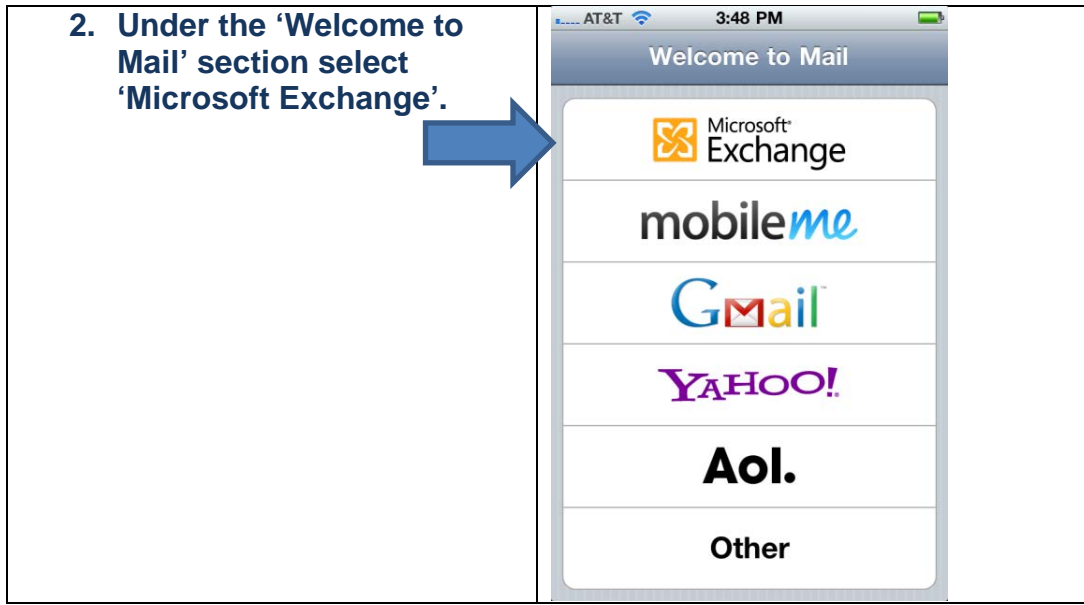 2. Under the ‘Welcome to
Mail’ section select
‘Microsoft Exchange’.
AT&T 3:48 PM
Welcome to Mail
Microsoft®
Exchange
mobileme
Gmail™
YAHOO!®
Aol.
Other